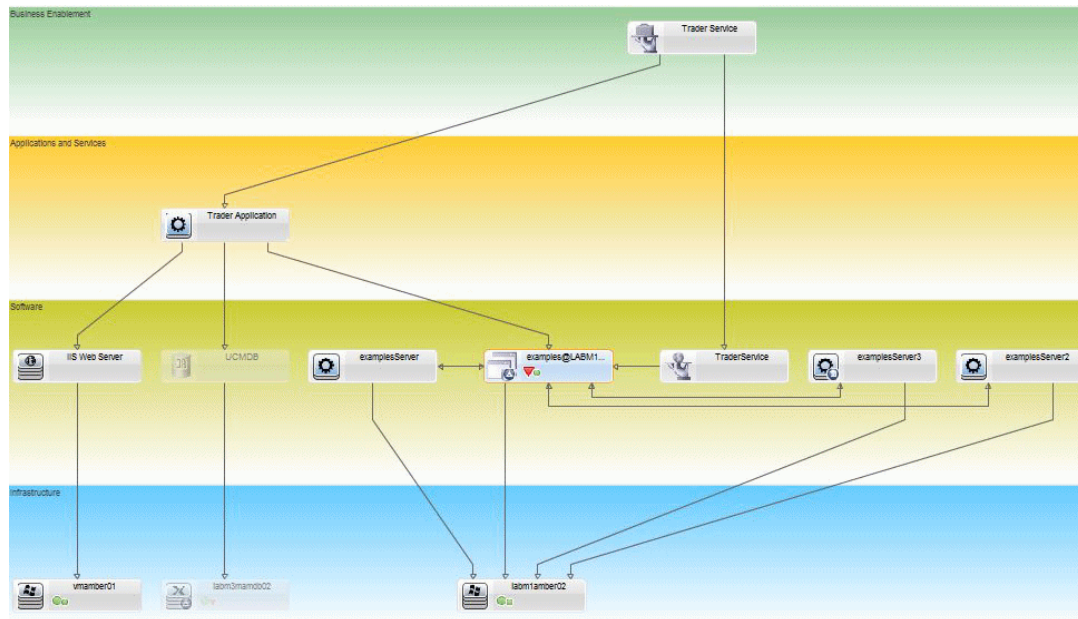 Business Enablement
Trader Service
Applications and Services
Trader Application
Software
IIS Web Server
UCMDB
examplesServer
examples@LABM1...
TraderService
examplesServer3
examplesServer2
Infrastructure
vmamber01
labm3mamdb02
labm1amber02